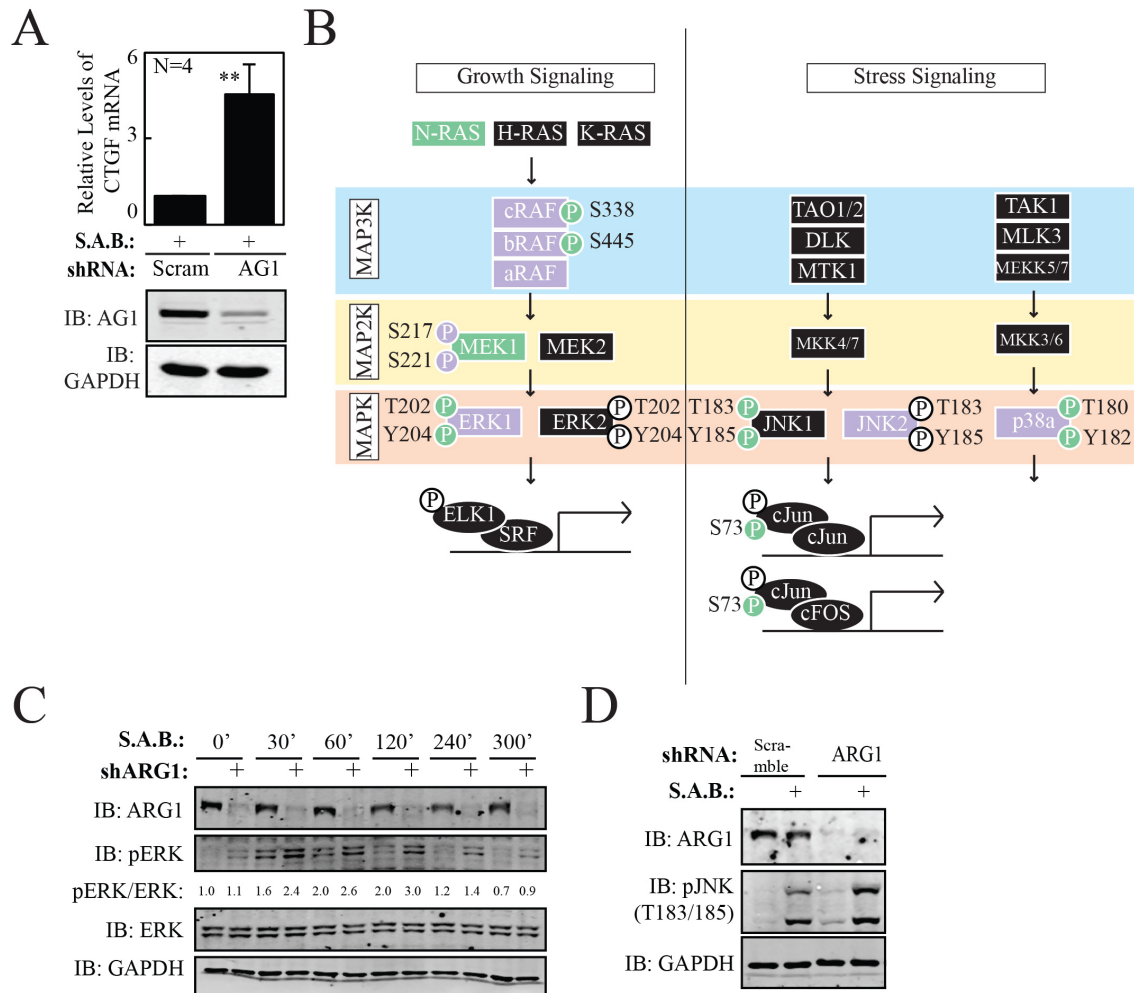 A
Relative Levels of
CTGF mRNA
6
3
0
N=4
**
S.A.B.: + +
shRNA: Scram AG1
IB: AG1
IB:
GAPDH
B
Growth Signaling
Stress Signaling
N-RAS H-RAS K-RAS
MAP3K
cRAF P S338
bRAF P S445
aRAF
TAO1/2
DLK
MTK1
TAK1
MLK3
MEKK5/7
MAP2K
S217 P
S221 P
MEK1 MEK2
MKK4/7
MKK3/6
MAPK
T202 P
Y204 P
ERK1
ERK2
P T202
P Y204
T183 P
Y185 P
JNK1
JNK2
P T183
P Y185
p38a
P T180
P Y182
P
ELK1
SRF
P
S73 P
cJun
cJun
P
S73 P
cJun
cFOS
C
S.A.B.: 0' 30' 60' 120' 240' 300'
shARG1: + + + + + +
IB: ARG1
IB: pERK
pERK/ERK: 1.0 1.1 1.6 2.4 2.0 2.6 2.0 3.0 1.2 1.4 0.7 0.9
IB: ERK
IB: GAPDH
D
shRNA: Scra-
mble
ARG1
S.A.B.: + +
IB: ARG1
IB: pJNK
(T183/185)
IB: GAPDH